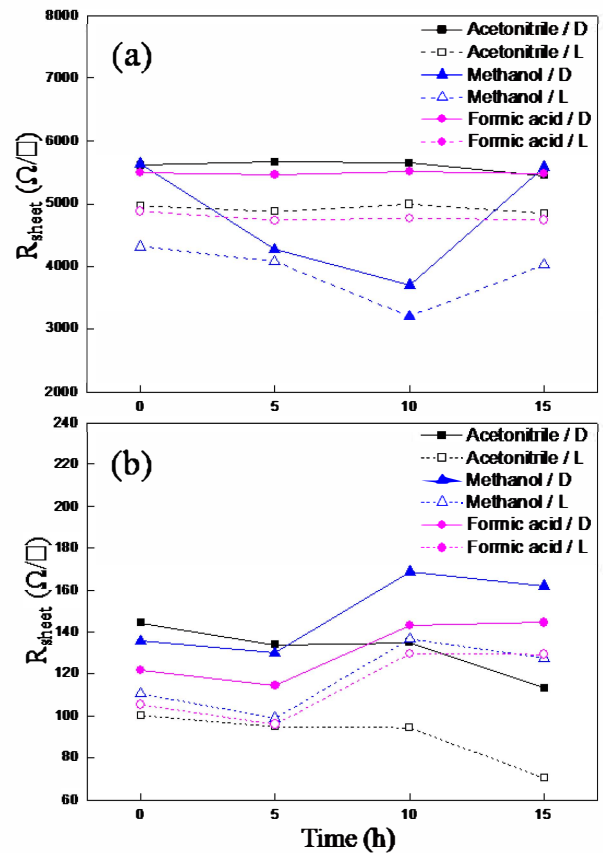 8000
7000
6000
5000
4000
3000
2000
R_sheet (Ω/□)
(a)
Acetonitrile / D
Acetonitrile / L
Methanol / D
Methanol / L
Formic acid / D
Formic acid / L
0 5 10 15
240
220
200
180
160
140
120
100
80
60
R_sheet (Ω/□)
(b)
Acetonitrile / D
Acetonitrile / L
Methanol / D
Methanol / L
Formic acid / D
Formic acid / L
0 5 10 15
Time (h)